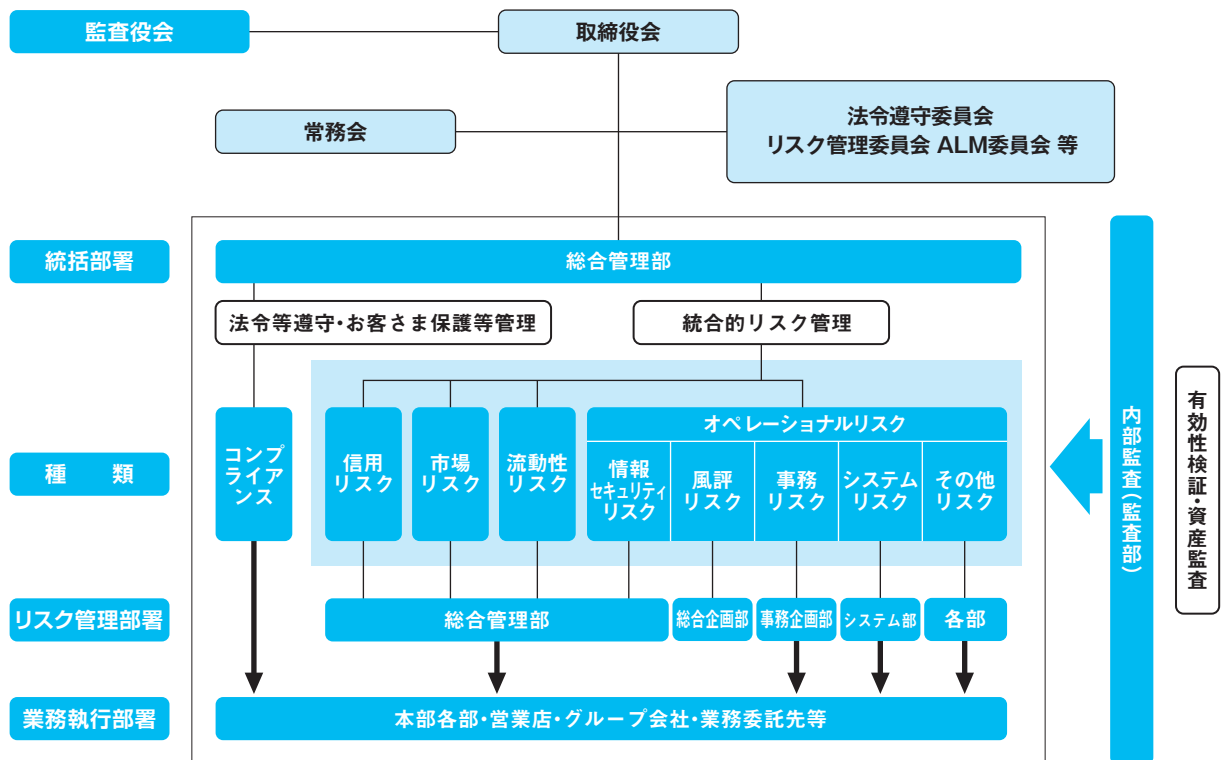 監査役会
取締役会
常務会
法令遵守委員会
リスク管理委員会 ALM委員会 等
統括部署
総合管理部
法令等遵守・お客さま保護等管理
統合的リスク管理
種　類
コンプ
ライア
ンス
信用
リスク
市場
リスク
流動性
リスク
オペレーショナルリスク
情報
セキュリティ
リスク
風評
リスク
事務
リスク
システム
リスク
その他
リスク
リスク管理部署
総合管理部
総合企画部
事務企画部
システム部
各部
業務執行部署
本部各部・営業店・グループ会社・業務委託先等
内部監査(監査部)
有効性検証・資産監査